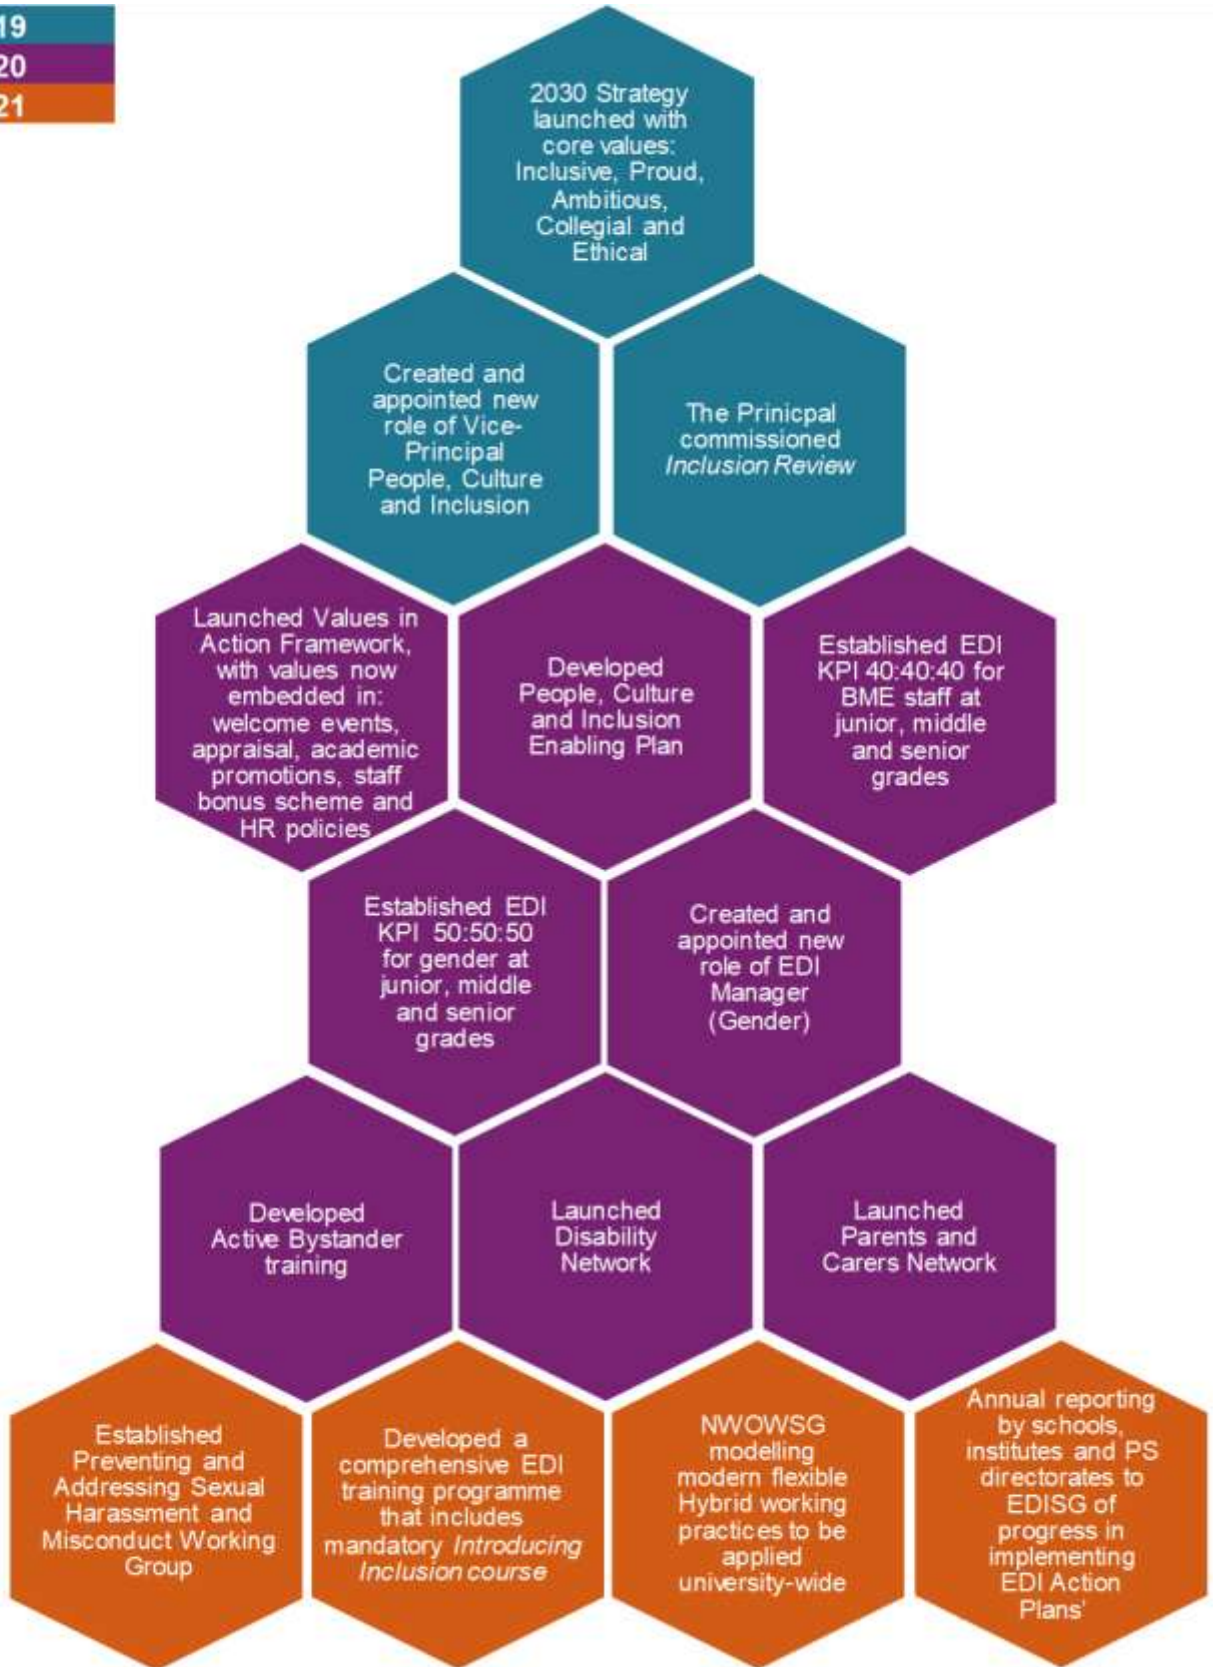 19
20
21
2030 Strategy
launched with
core values:
Inclusive, Proud,
Ambitious,
Collegial and
Ethical
Created and
appointed new
role of Vice-
Principal
People, Culture
and Inclusion
The Prinicpal
commissioned
Inclusion Review
Launched Values in
Action Framework,
with values now
embedded in:
welcome events,
appraisal, academic
promotions, staff
bonus scheme and
HR policies
Developed
People, Culture
and Inclusion
Enabling Plan
Established EDI
KPI 40:40:40 for
BME staff at
junior, middle
and senior
grades
Established EDI
KPI 50:50:50
for gender at
junior, middle
and senior
grades
Created and
appointed new
role of EDI
Manager
(Gender)
Developed
Active Bystander
training
Launched
Disability
Network
Launched
Parents and
Carers Network
Established
Preventing and
Addressing Sexual
Harassment and
Misconduct Working
Group
Developed a
comprehensive EDI
training programme
that includes
mandatory Introducing
Inclusion course
NWOWSG
modelling
modern flexible
Hybrid working
practices to be
applied
university-wide
Annual reporting
by schools,
institutes and PS
directorates to
EDISG of
progress in
implementing
EDI Action
Plans'